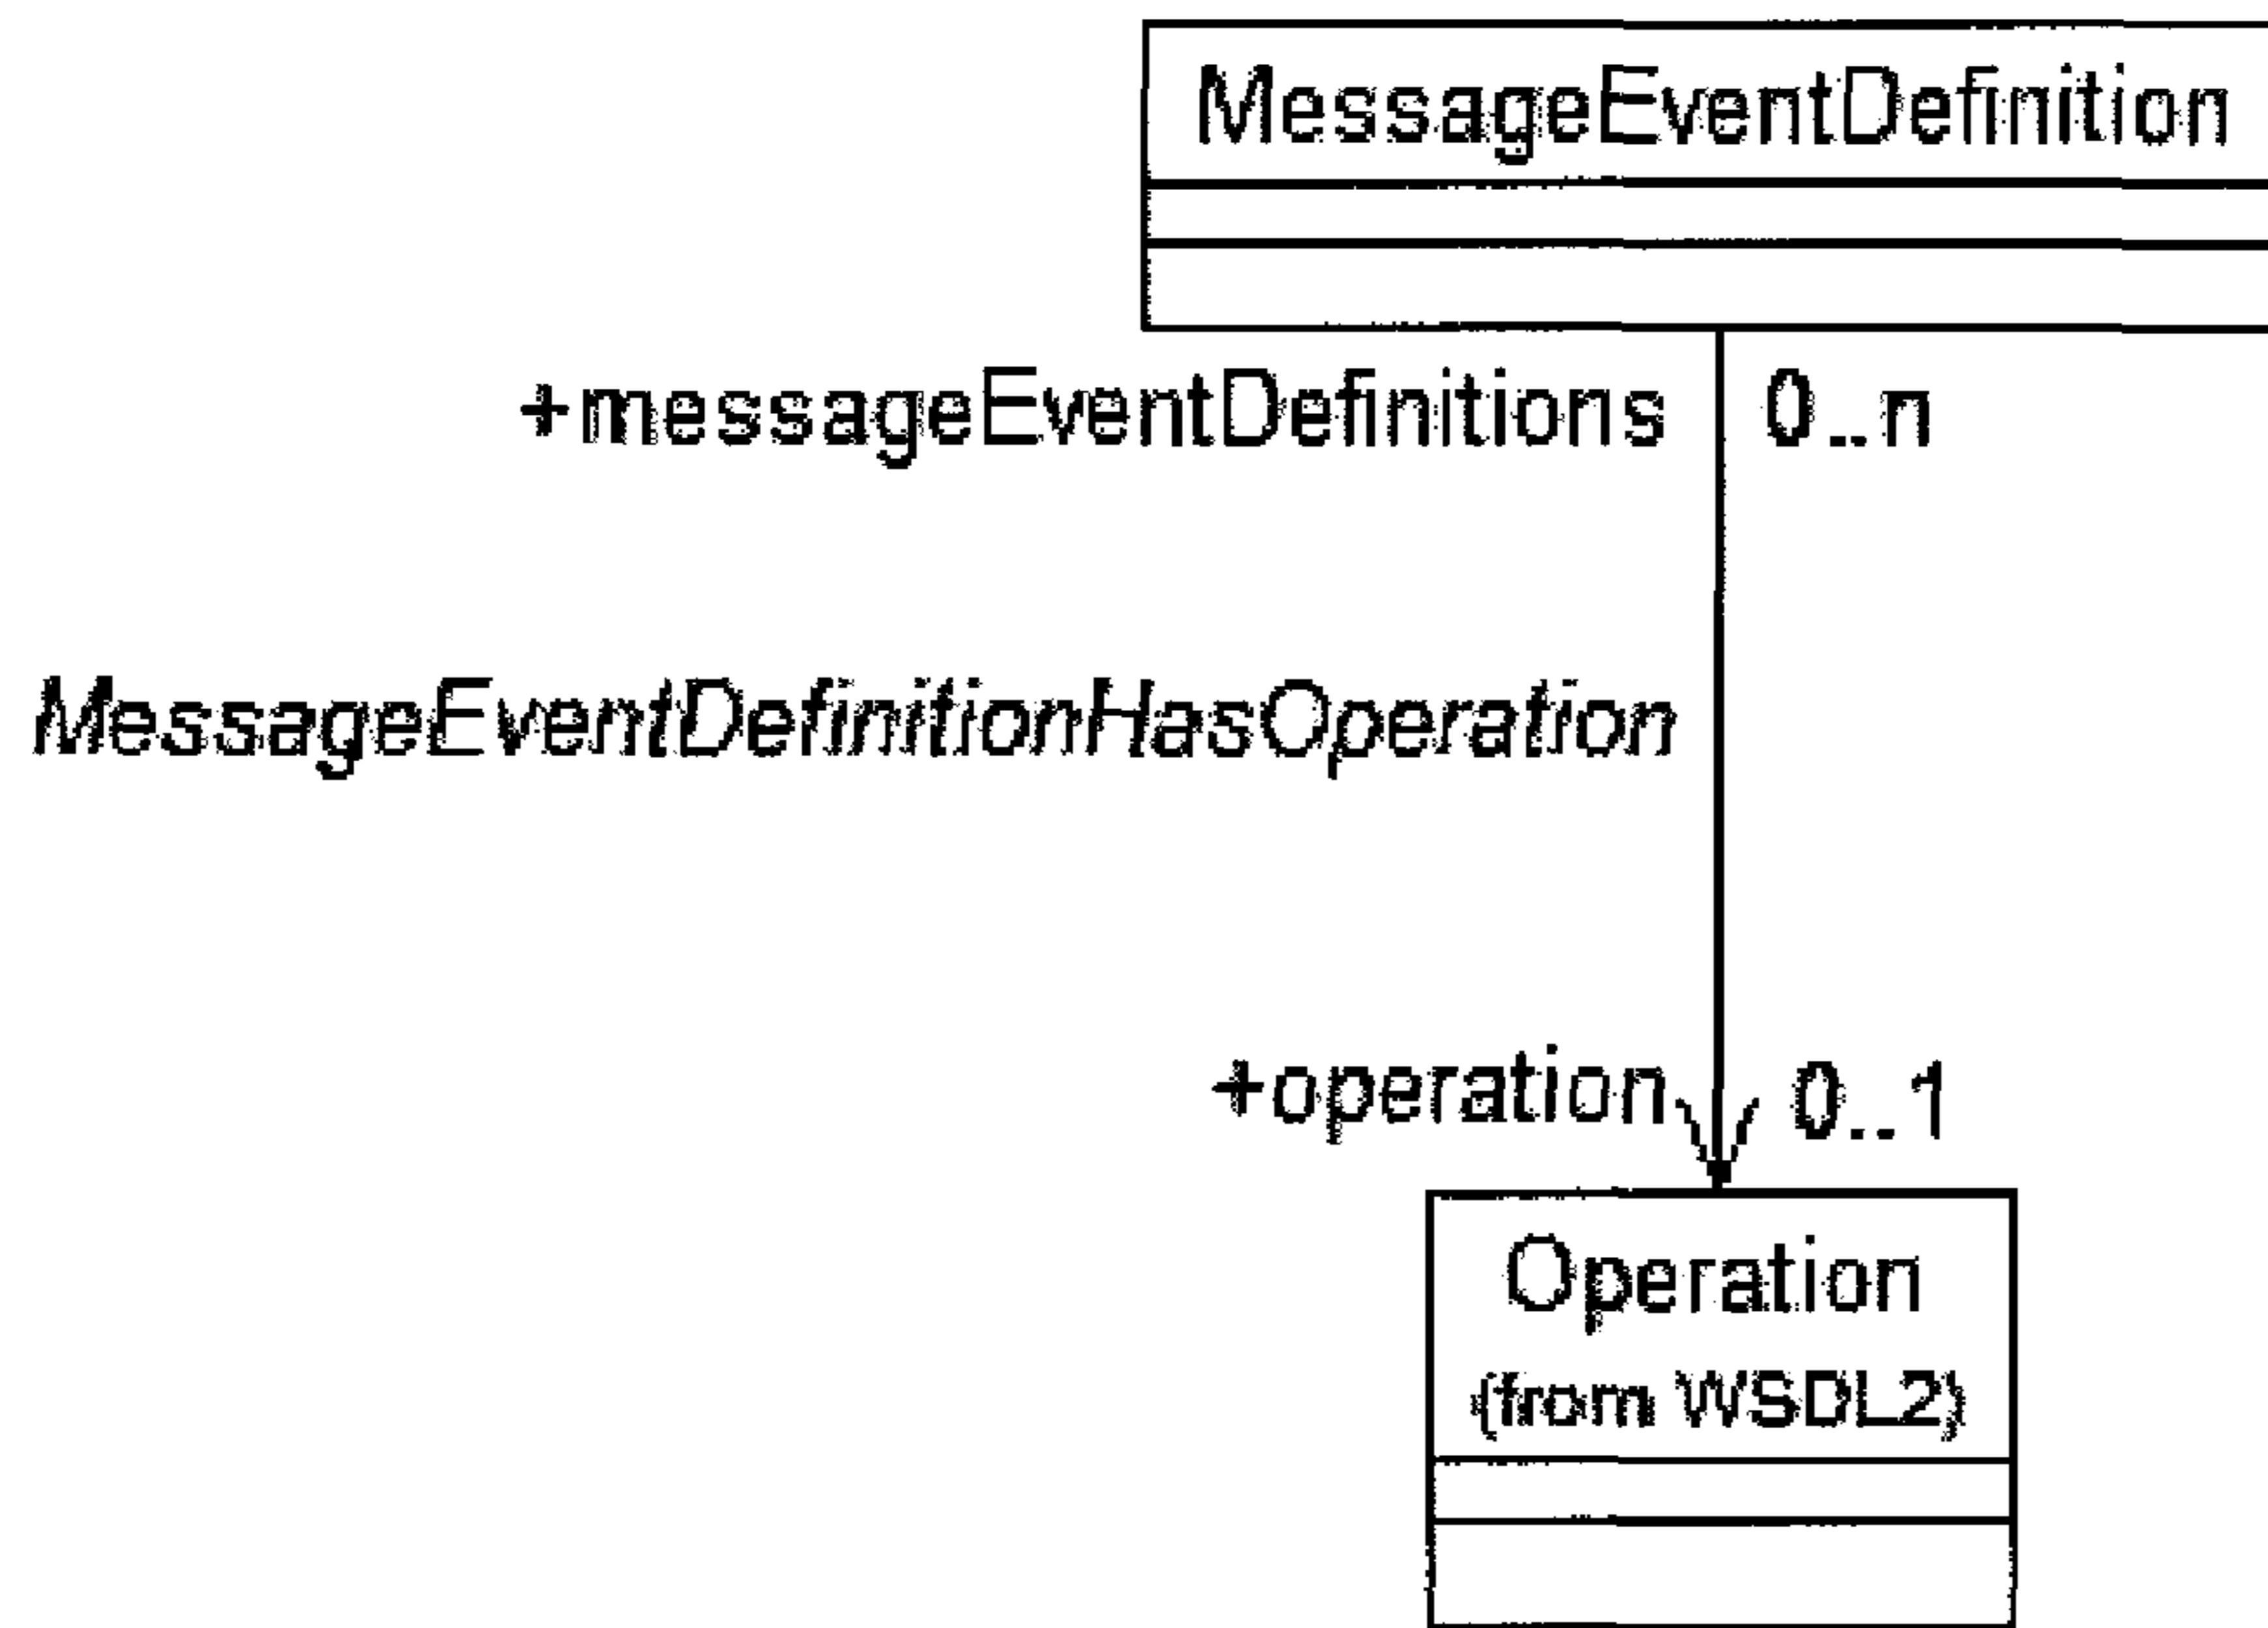 MessageEventDefinition
+messageEventDefinitions 0..n
MessageEventDefinitionHasOperation
+operation 0..1
Operation
(from WSDL2)